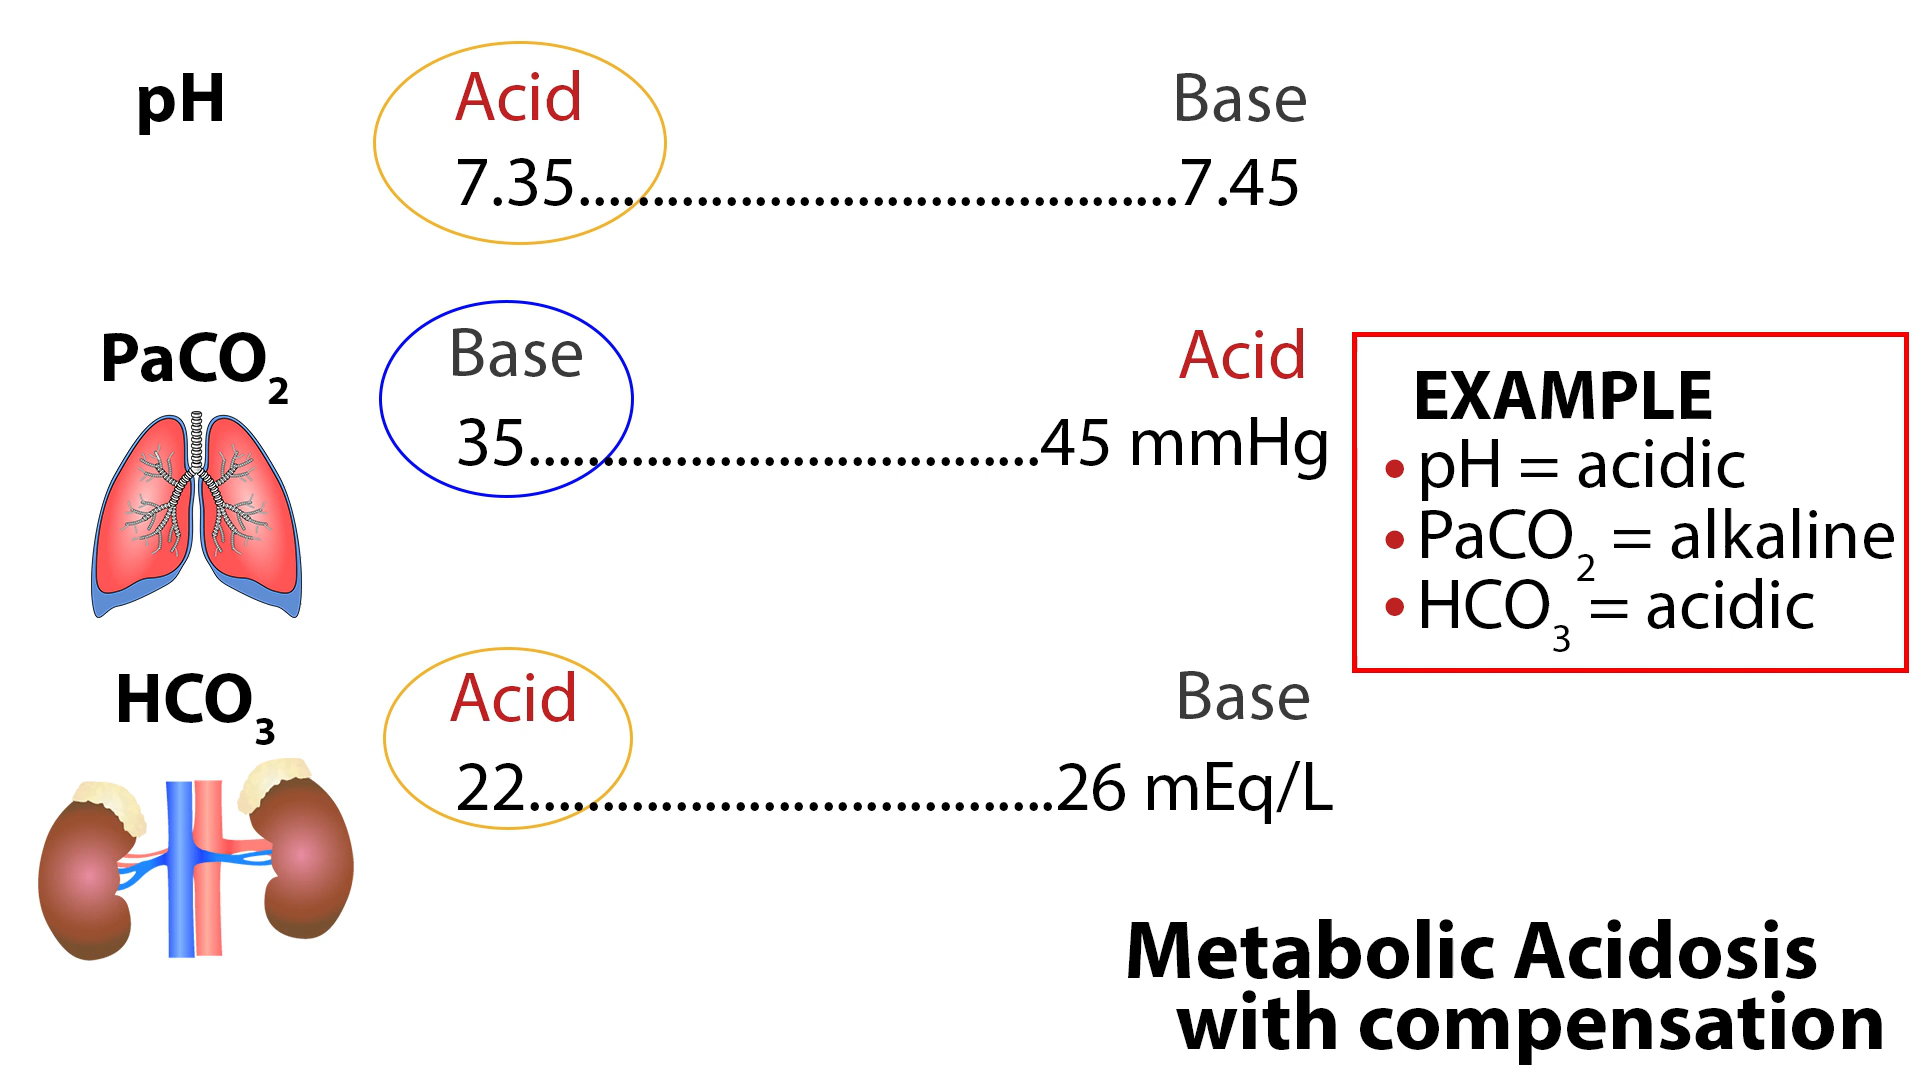 pH
Acid
Base
7.35........................................7.45
PaCO2
Base
Acid
35...................................45 mmHg
EXAMPLE
• pH = acidic
• PaCO2 = alkaline
• HCO3 = acidic
HCO3
Acid
Base
22....................................26 mEq/L
Metabolic Acidosis
with compensation